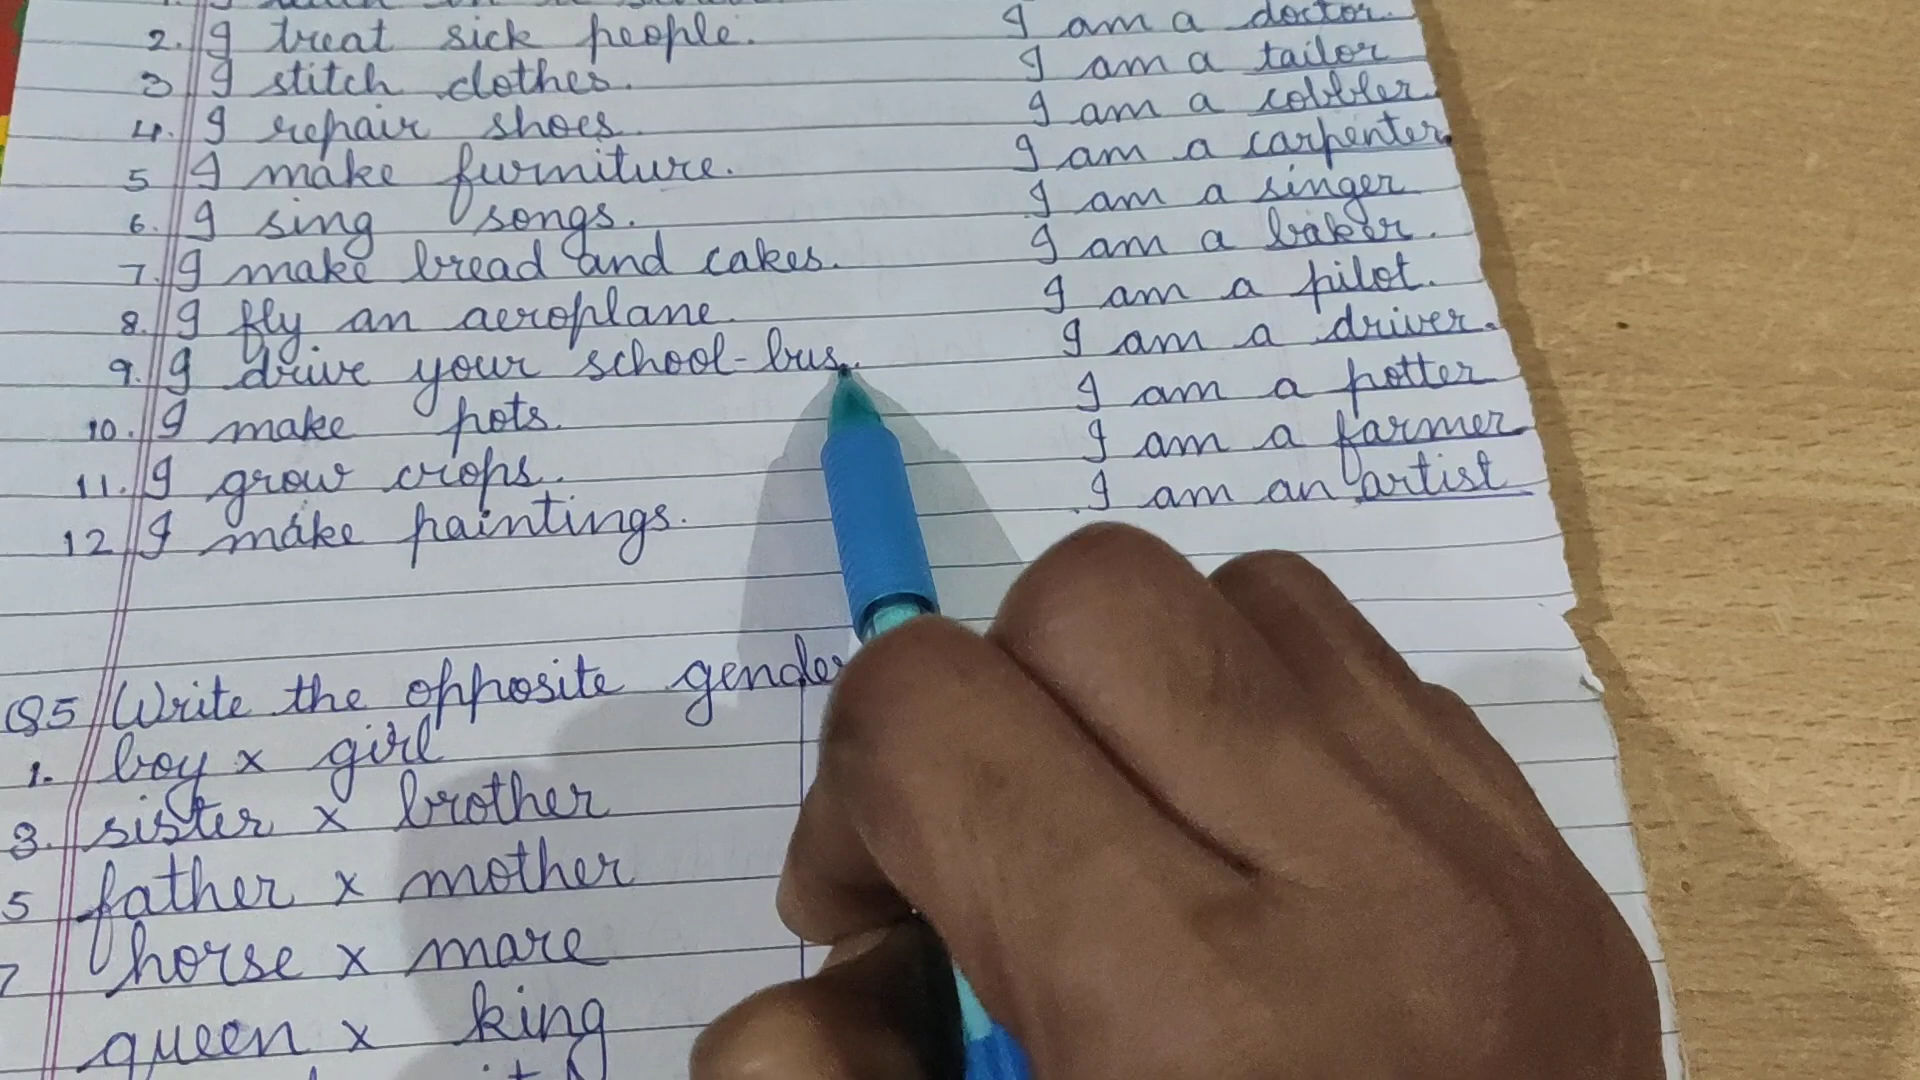 2. I treat sick people. I am a doctor.
3 I stitch clothes. I am a tailor
4. I repair shoes. I am a cobbler
5 I make furniture. I am a carpenter.
6. I sing songs. I am a singer
7. I make bread and cakes. I am a baker.
8. I fly an aeroplane. I am a pilot.
9. I drive your school-bus. I am a driver.
10. I make pots. I am a potter
11. I grow crops. I am a farmer
12 I make paintings. I am an artist
Q5 Write the opposite gender
1. boy x girl
3. sister x brother
5 father x mother
7 horse x mare
queen x king